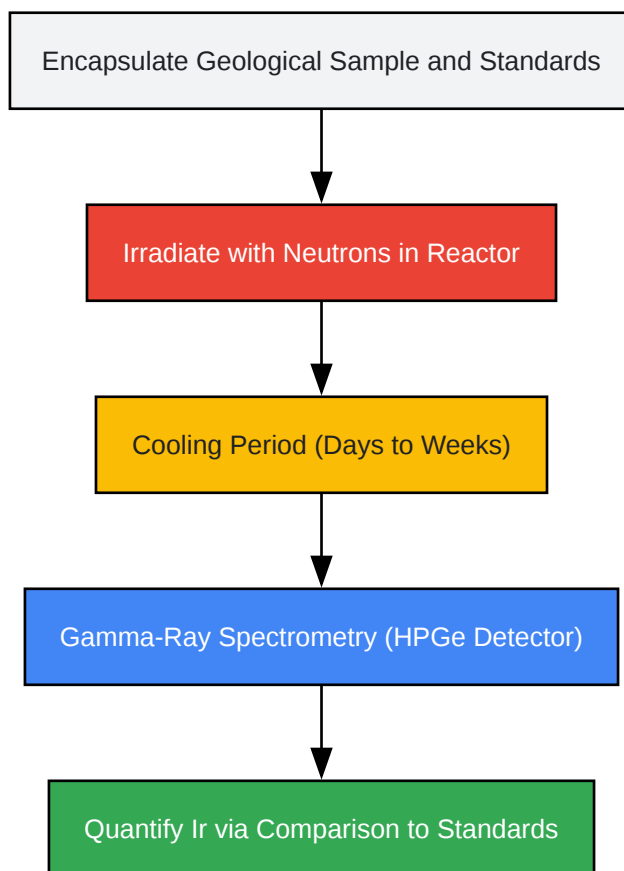 Encapsulate Geological Sample and Standards
Irradiate with Neutrons in Reactor
Cooling Period (Days to Weeks)
Gamma-Ray Spectrometry (HPGe Detector)
Quantify Ir via Comparison to Standards